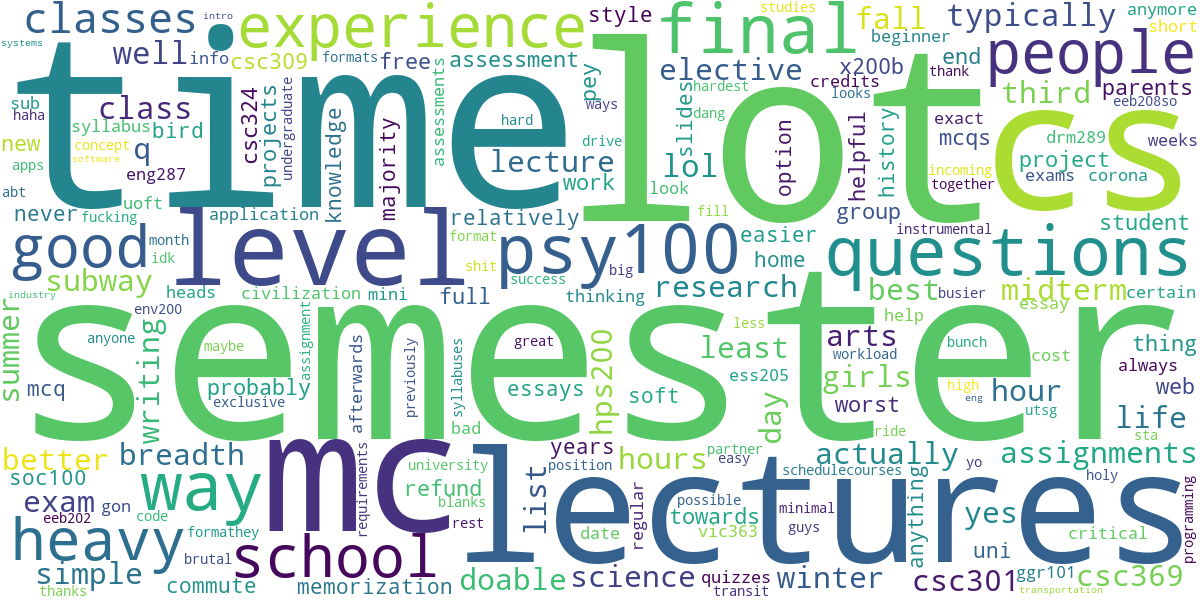 intro
classes
experience
style
studies
fall
typically
anymore
short
systems
well
info
csc309
formats
free
assessment
final
elective
x200b
beginner
end
people
sub
haha
class
time
lot
cs
pey
ways
hardest
looks
credits
thank
third
parents
eeb208so
syllabus
bird
csc324
undergraduate
projects
knowledge
majority
assessments
hard
drive
dang
slides
option
helpful
history
exact
mcqs
drm289
weeks
new
concept
software
q
eng287
lecture
work
lol
look
incoming
together
exams
project
corona
apps
abt
uoft
fucking
never
application
relatively
fill
group
instrumental
student
good
month
idk
level
format
shit
psy100
easier
home
big
questions
subway
heads
civilization
mini
full
success
thinking
research
best
busier
midterm
essay
certain
industry
env200
help
summer
anyone
maybe
semester
assignment
afterwards
previously
syllabuses
great
less
least
arts
workload
bunch
cost
thing
always
mcq
writing
probably
exclusive
essays
hps200
soft
ess205
day
girls
worst
high
eng
hour
utsg
web
life
sta
bad
years
partner
easy
ride
better
breadth
soc100
way
mc
requirements
university
position
list
hours
schedulecourses
actually
yo
assignments
holy
exam
gon
eeb202
code
refund
blanks
rest
lectures
regular
towards
possible
vic363
guys
minimal
anything
yes
critical
programming
heavy
formathey
brutal
school
date
uni
simple
thanks
commute
memorization
doable
science
quizzes
transit
winter
csc301
ggr101
csc369
transportation